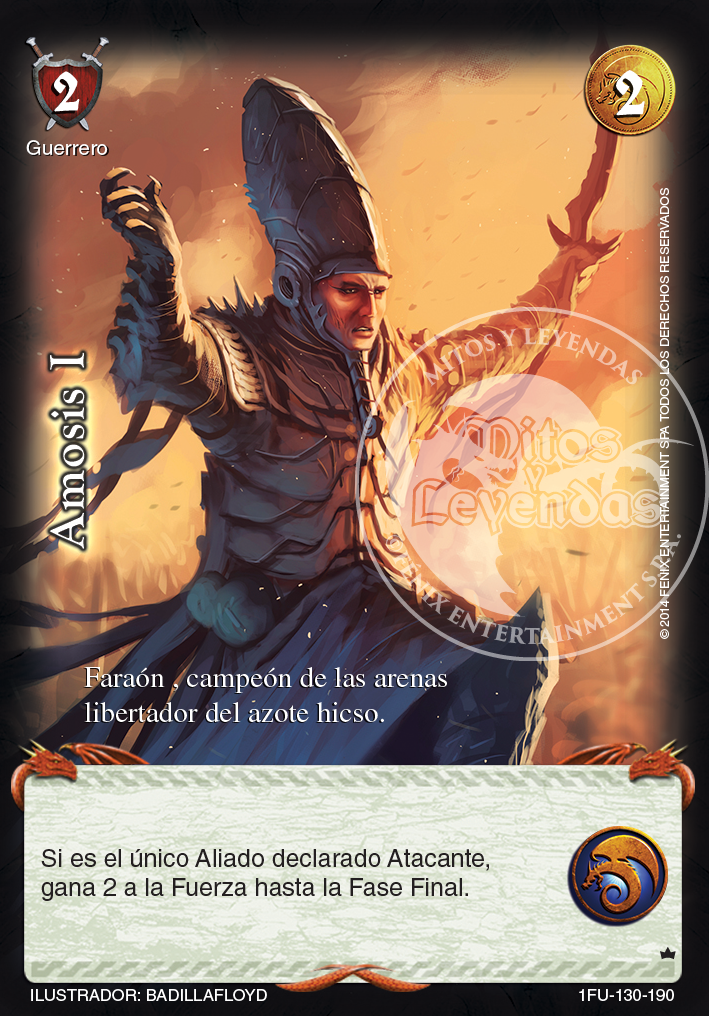 2
2
Guerrero
Amosis I
MITOS Y LEYENDAS
Mitos
y
Leyendas
FÉNIX ENTERTAINMENT S.P.A.
© 2014 FÉNIX ENTERTAINMENT SPA TODOS LOS DERECHOS RESERVADOS
Faraón , campeón de las arenas
libertador del azote hicso.
Si es el único Aliado declarado Atacante,
gana 2 a la Fuerza hasta la Fase Final.
ILUSTRADOR: BADILLAFLOYD
1FU-130-190